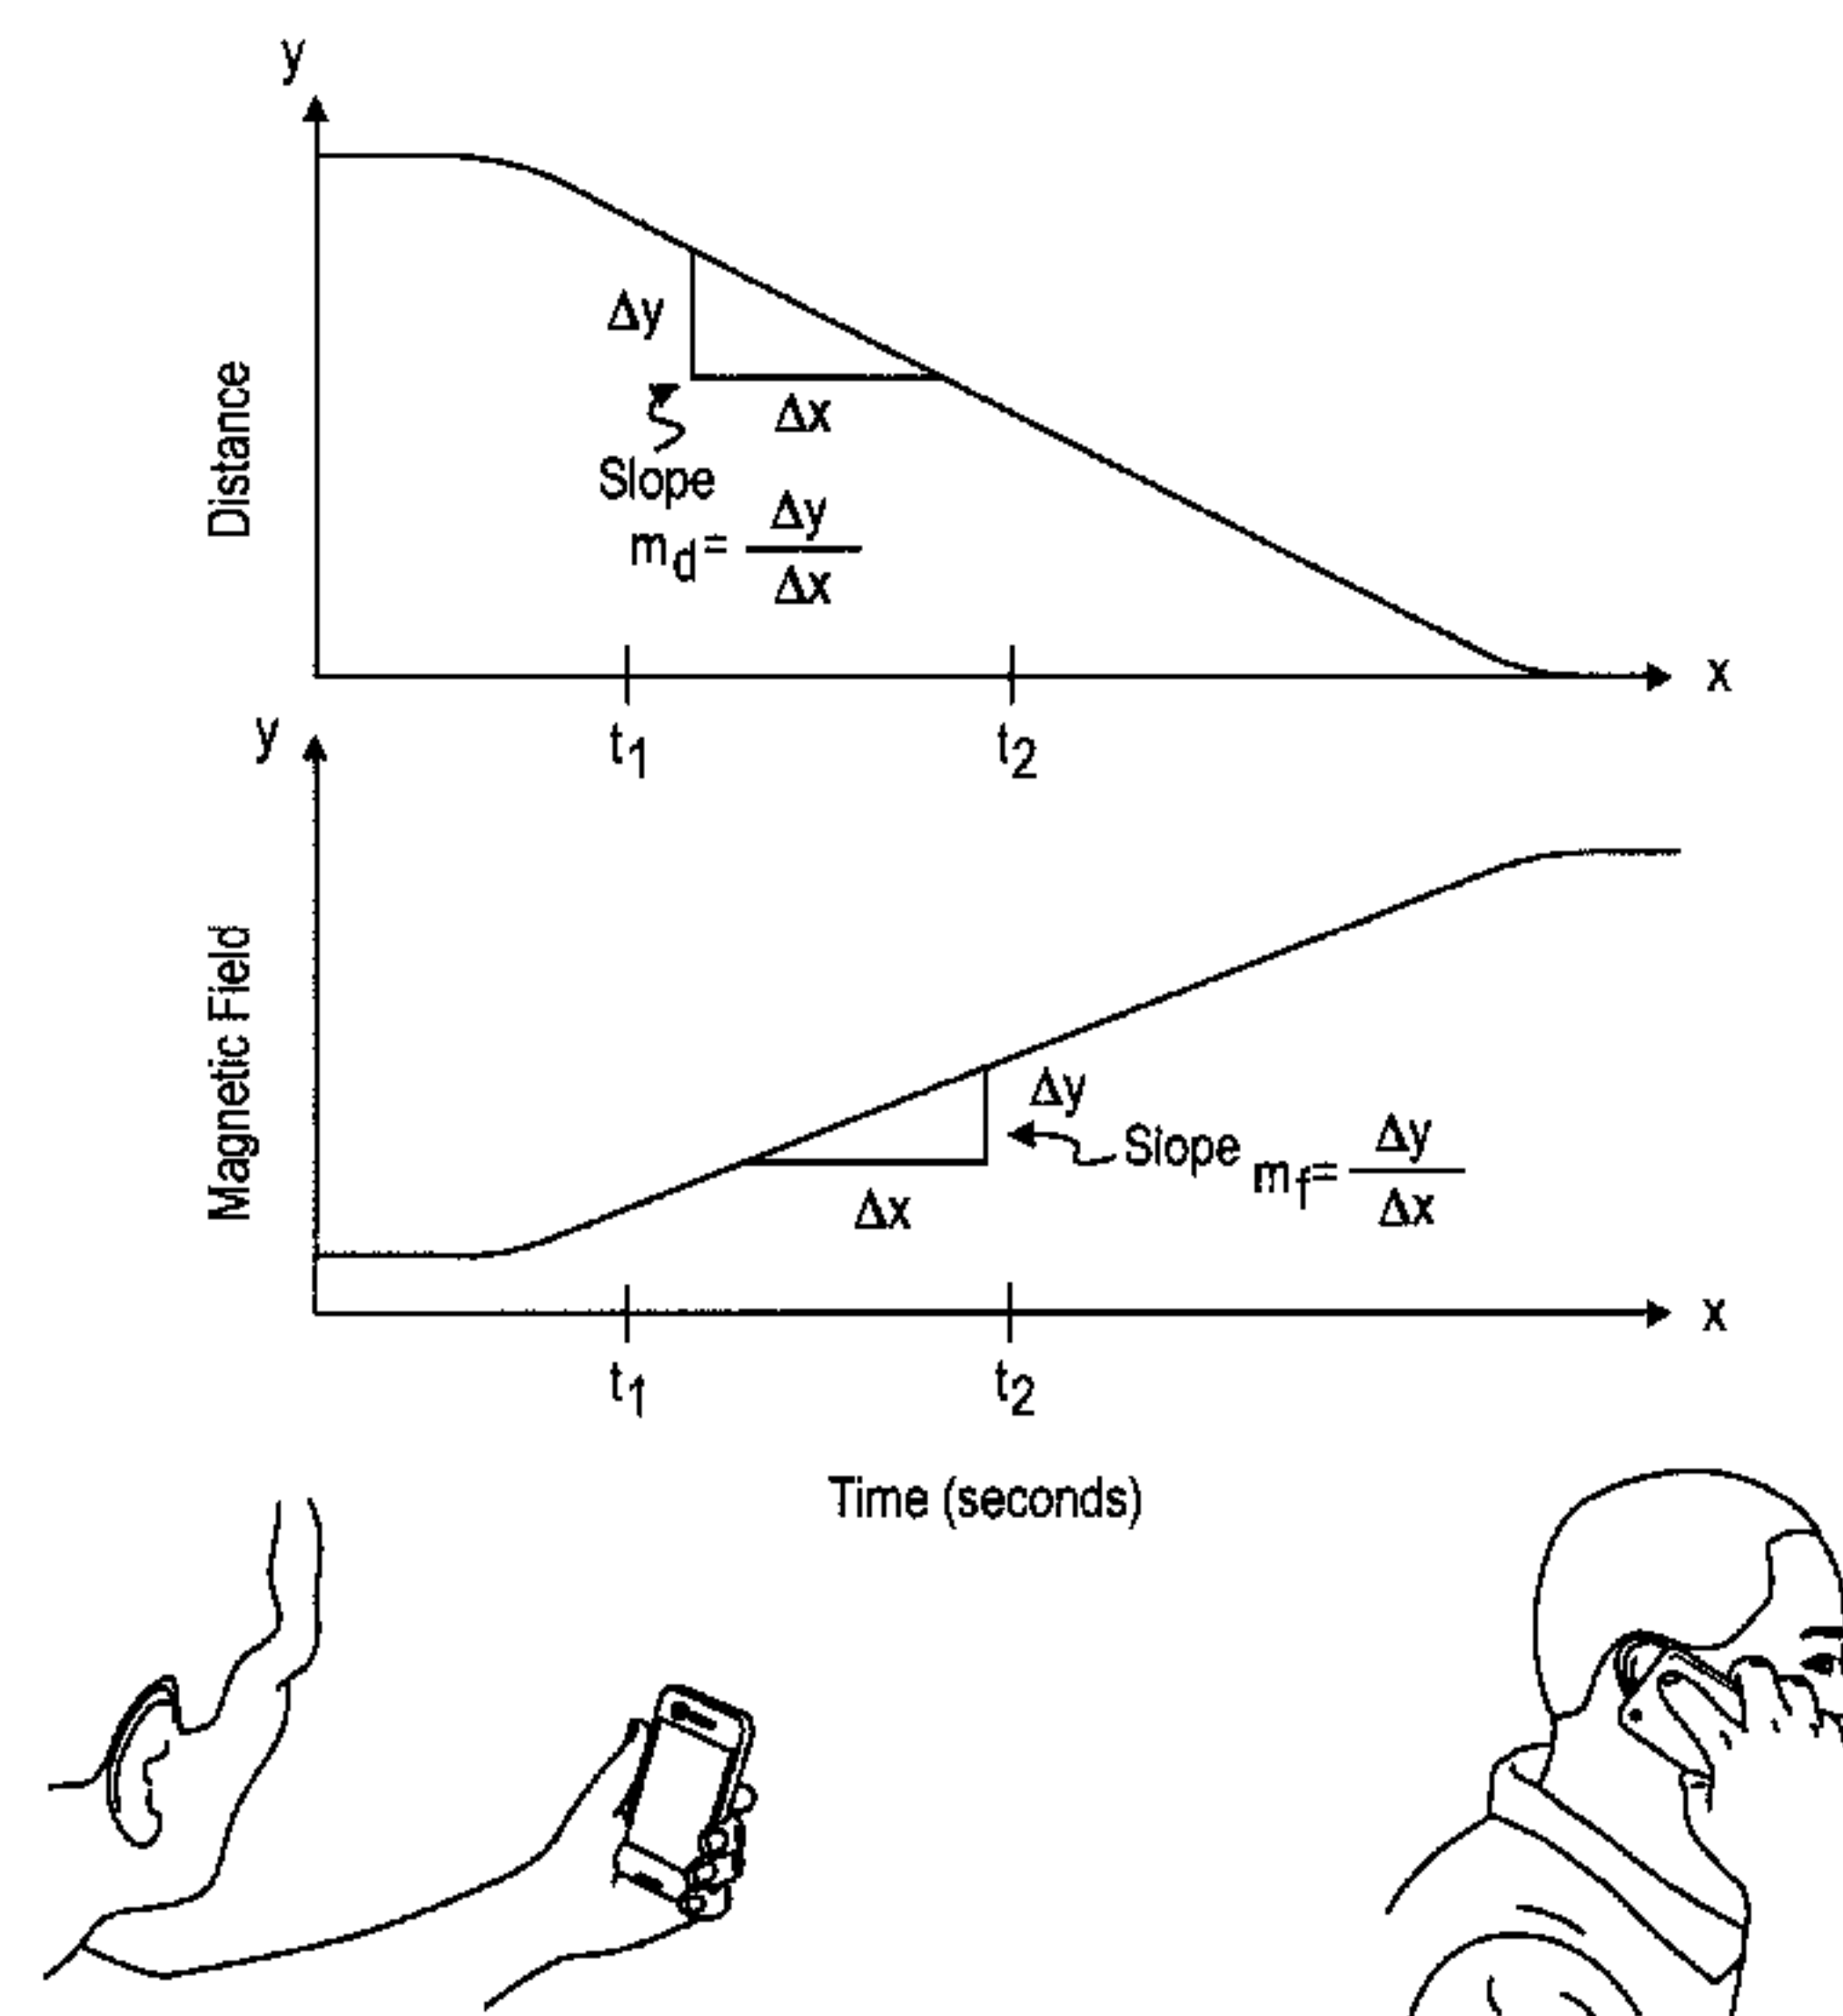 y
Distance
Δy
Δx
Slope
m_d = Δy/Δx
x
t₁ t₂
y
Magnetic Field
Δy
Slope m_f = Δy/Δx
Δx
x
t₁ t₂
Time (seconds)